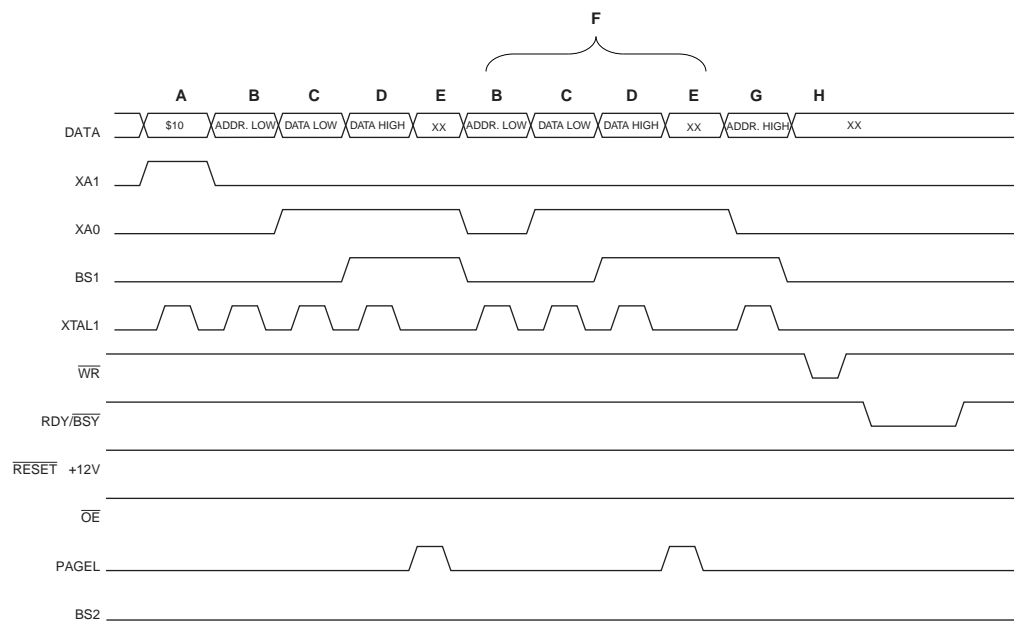 F
A B C D E B C D E G H
DATA $10 ADDR. LOW DATA LOW DATA HIGH XX ADDR. LOW DATA LOW DATA HIGH XX ADDR. HIGH XX
XA1
XA0
BS1
XTAL1
WR
RDY/BSY
RESET +12V
OE
PAGEL
BS2